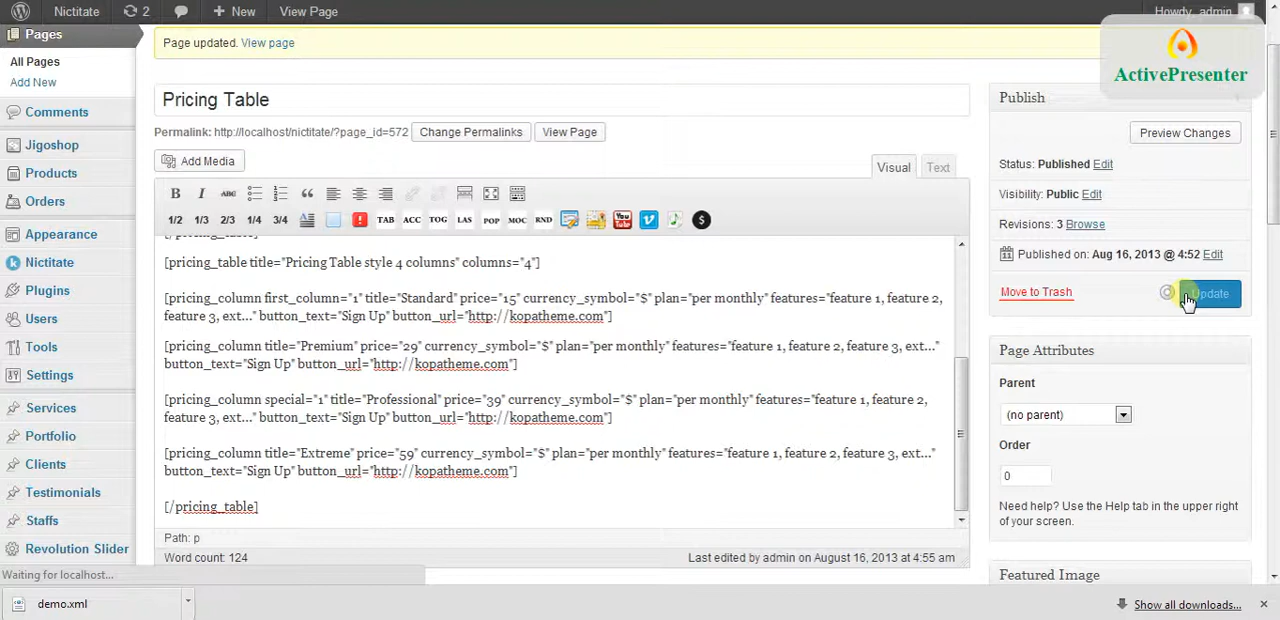 Nictitate 2 New View Page Howdy, admin
ActivePresenter
Pages
All Pages
Add New
Comments
Jigoshop
Products
Orders
Appearance
Nictitate
Plugins
Users
Tools
Settings
Services
Portfolio
Clients
Testimonials
Staffs
Revolution Slider
Page updated. View page
Pricing Table
Permalink: http://localhost/nictitate/?page_id=572 Change Permalinks View Page
Add Media Visual Text
B I ABC
1/2 1/3 2/3 1/4 3/4 TAB ACC TOG LAS POP MOC RND You Tube $
[/pricing_table]
[pricing_table title="Pricing Table style 4 columns" columns="4"]
[pricing_column first_column="1" title="Standard" price="15" currency_symbol="$" plan="per monthly" features="feature 1, feature 2,
feature 3, ext..." button_text="Sign Up" button_url="http://kopatheme.com"]
[pricing_column title="Premium" price="29" currency_symbol="$" plan="per monthly" features="feature 1, feature 2, feature 3, ext..."
button_text="Sign Up" button_url="http://kopatheme.com"]
[pricing_column special="1" title="Professional" price="39" currency_symbol="$" plan="per monthly" features="feature 1, feature 2,
feature 3, ext..." button_text="Sign Up" button_url="http://kopatheme.com"]
[pricing_column title="Extreme" price="59" currency_symbol="$" plan="per monthly" features="feature 1, feature 2, feature 3, ext..."
button_text="Sign Up" button_url="http://kopatheme.com"]
[/pricing_table]
Path: p
Word count: 124 Last edited by admin on August 16, 2013 at 4:55 am
Publish
Preview Changes
Status: Published Edit
Visibility: Public Edit
Revisions: 3 Browse
Published on: Aug 16, 2013 @ 4:52 Edit
Move to Trash Update
Page Attributes
Parent
(no parent)
Order
0
Need help? Use the Help tab in the upper right
of your screen.
Featured Image
Waiting for localhost...
demo.xml Show all downloads...